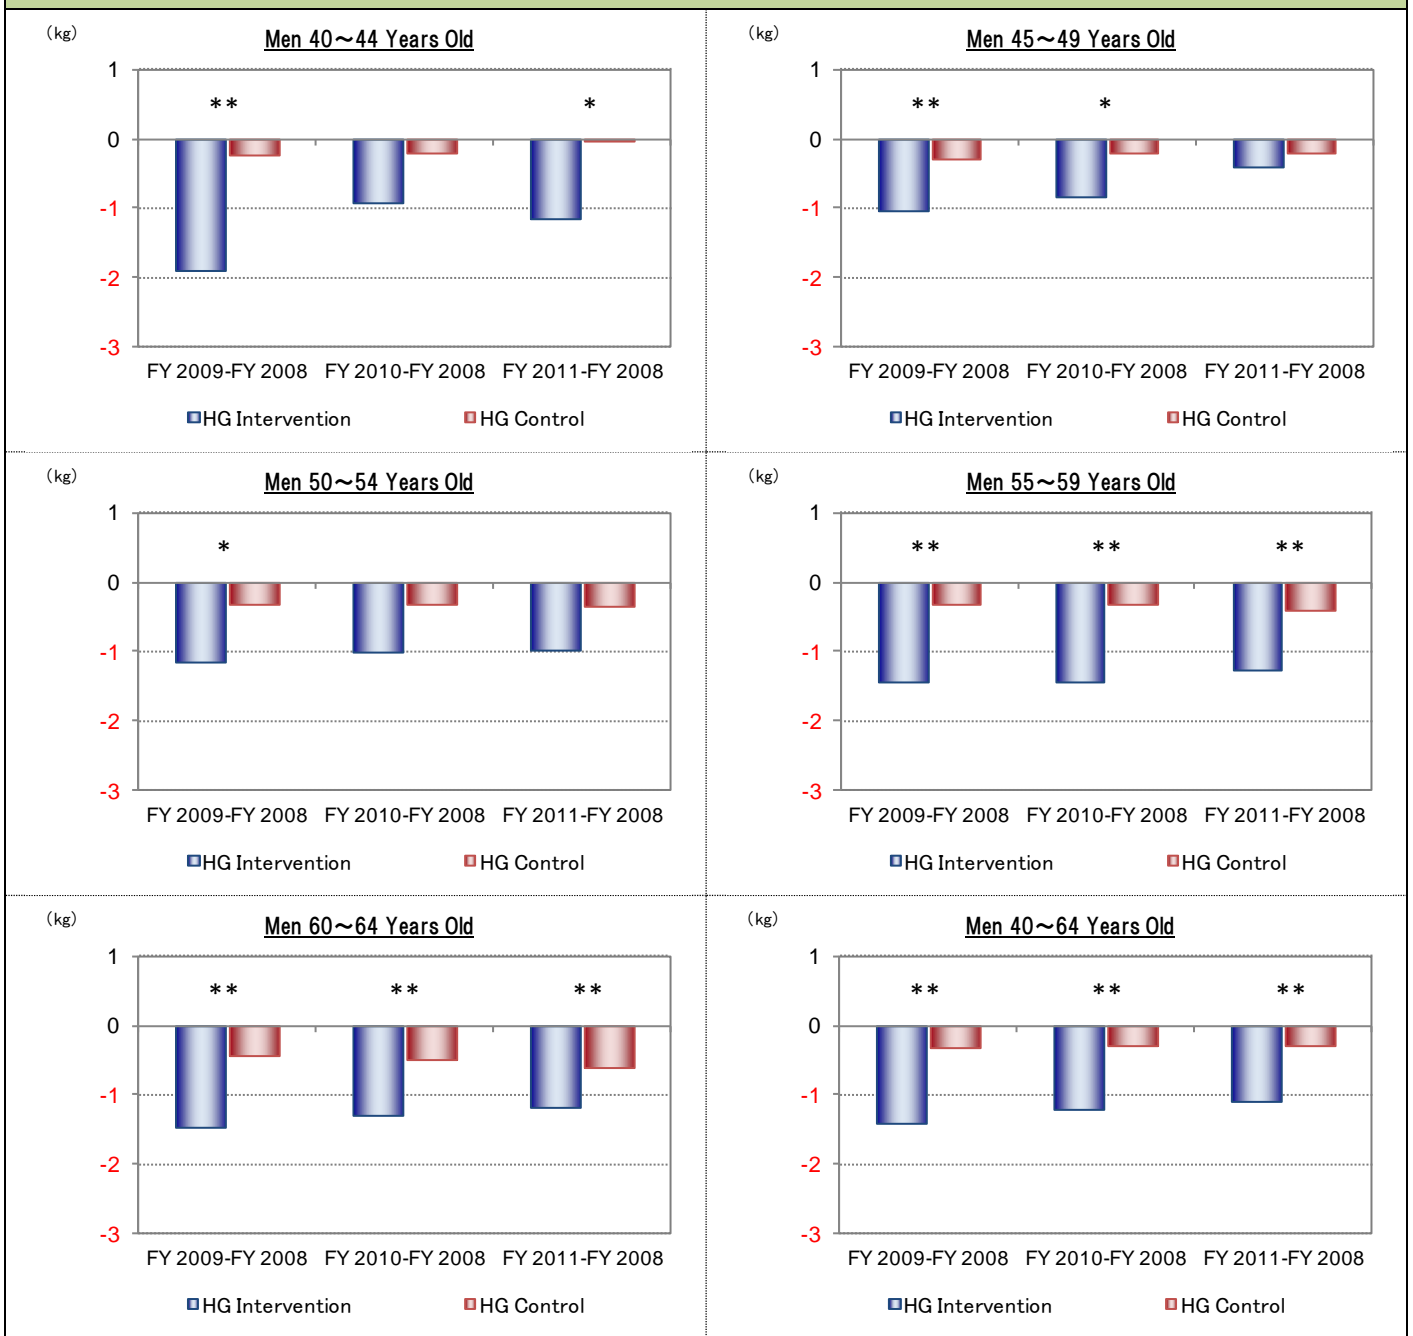 (kg)
Men 40～44 Years Old
1
** *
0
-1
-2
-3
FY 2009-FY 2008 FY 2010-FY 2008 FY 2011-FY 2008
HG Intervention HG Control
(kg)
Men 45～49 Years Old
1
** *
0
-1
-2
-3
FY 2009-FY 2008 FY 2010-FY 2008 FY 2011-FY 2008
HG Intervention HG Control
(kg)
Men 50～54 Years Old
1
*
0
-1
-2
-3
FY 2009-FY 2008 FY 2010-FY 2008 FY 2011-FY 2008
HG Intervention HG Control
(kg)
Men 55～59 Years Old
1
** ** **
0
-1
-2
-3
FY 2009-FY 2008 FY 2010-FY 2008 FY 2011-FY 2008
HG Intervention HG Control
(kg)
Men 60～64 Years Old
1
** ** **
0
-1
-2
-3
FY 2009-FY 2008 FY 2010-FY 2008 FY 2011-FY 2008
HG Intervention HG Control
(kg)
Men 40～64 Years Old
1
** ** **
0
-1
-2
-3
FY 2009-FY 2008 FY 2010-FY 2008 FY 2011-FY 2008
HG Intervention HG Control